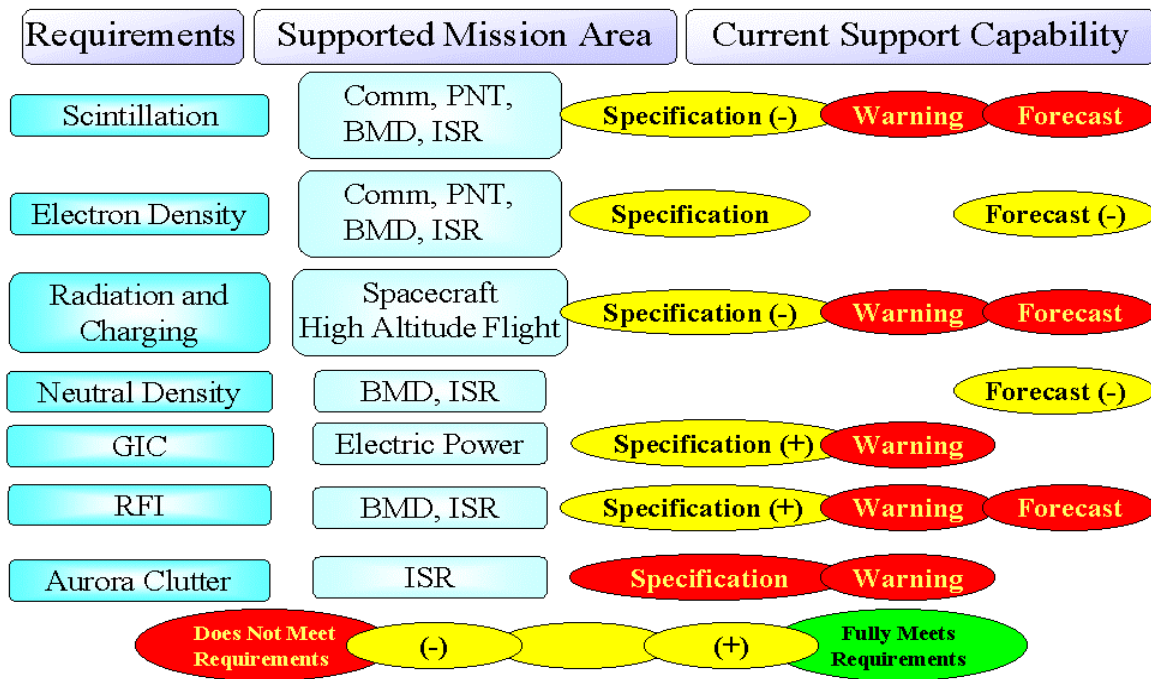 Requirements
Supported Mission Area
Current Support Capability
Scintillation
Comm, PNT,
BMD, ISR
Specification (-)
Warning
Forecast
Electron Density
Comm, PNT,
BMD, ISR
Specification
Forecast (-)
Radiation and
Charging
Spacecraft
High Altitude Flight
Specification (-)
Warning
Forecast
Neutral Density
BMD, ISR
Forecast (-)
GIC
Electric Power
Specification (+)
Warning
RFI
BMD, ISR
Specification (+)
Warning
Forecast
Aurora Clutter
ISR
Specification
Warning
Does Not Meet
Requirements
(-)
(+)
Fully Meets
Requirements